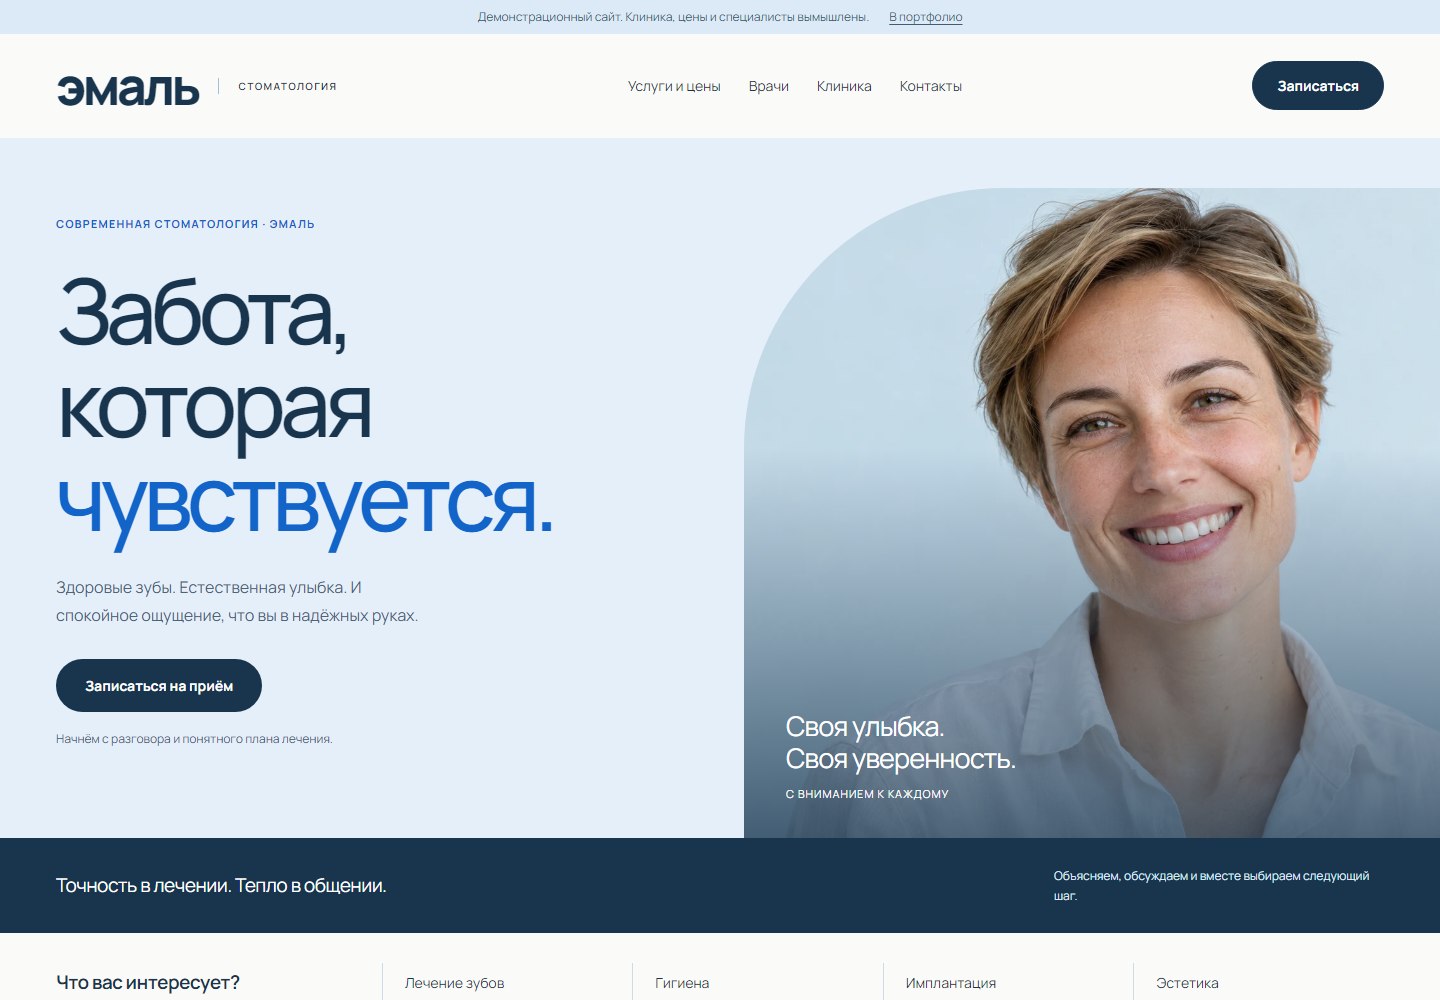 Демонстрационный сайт. Клиника, цены и специалисты вымышлены. В портфолио
эмаль СТОМАТОЛОГИЯ Услуги и цены Врачи Клиника Контакты Записаться
СОВРЕМЕННАЯ СТОМАТОЛОГИЯ · ЭМАЛЬ
Забота,
которая
чувствуется.
Здоровые зубы. Естественная улыбка. И
спокойное ощущение, что вы в надёжных руках.
Записаться на приём
Начнём с разговора и понятного плана лечения.
Своя улыбка.
Своя уверенность.
С ВНИМАНИЕМ К КАЖДОМУ
Точность в лечении. Тепло в общении.
Объясняем, обсуждаем и вместе выбираем следующий
шаг.
Что вас интересует? Лечение зубов Гигиена Имплантация Эстетика